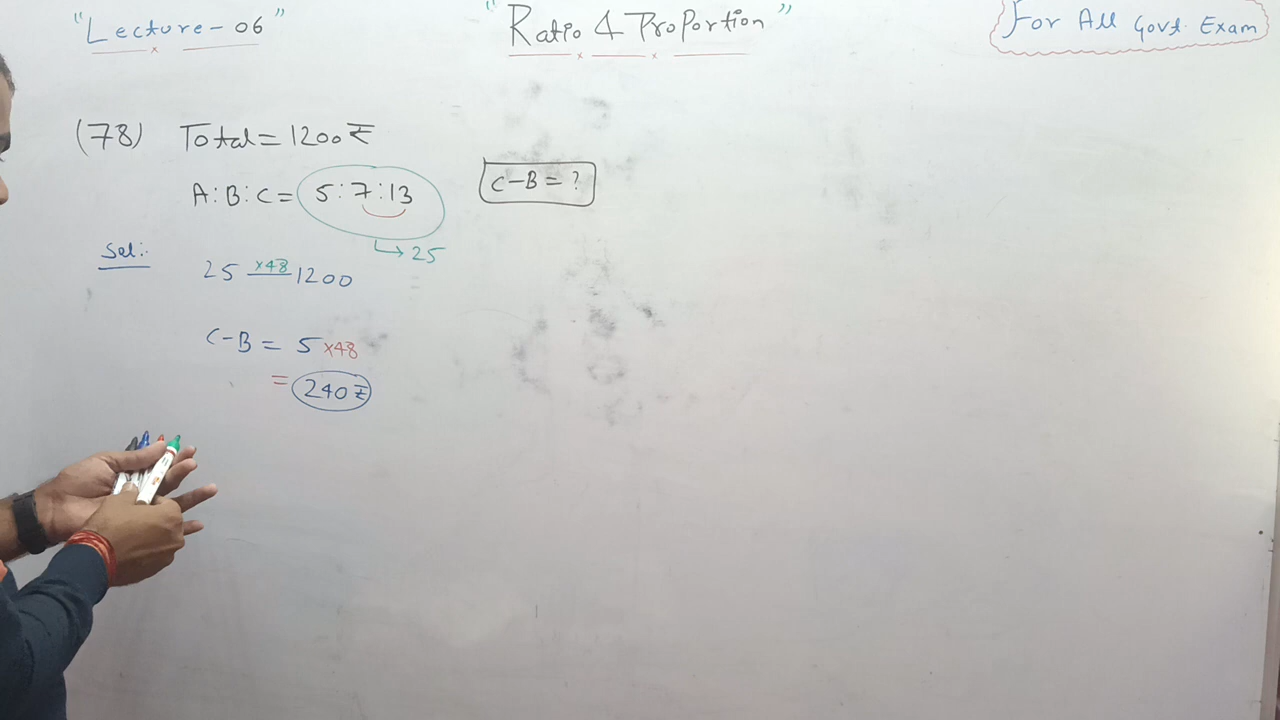 "Lecture-06"
"Ratio & Proportion"
For All Govt. Exam
(78) Total = 1200₹
A:B:C = 5:7:13
C-B = ?
→ 25
Sol:-
25 ×48 1200
C-B = 5 ×48
= 240₹